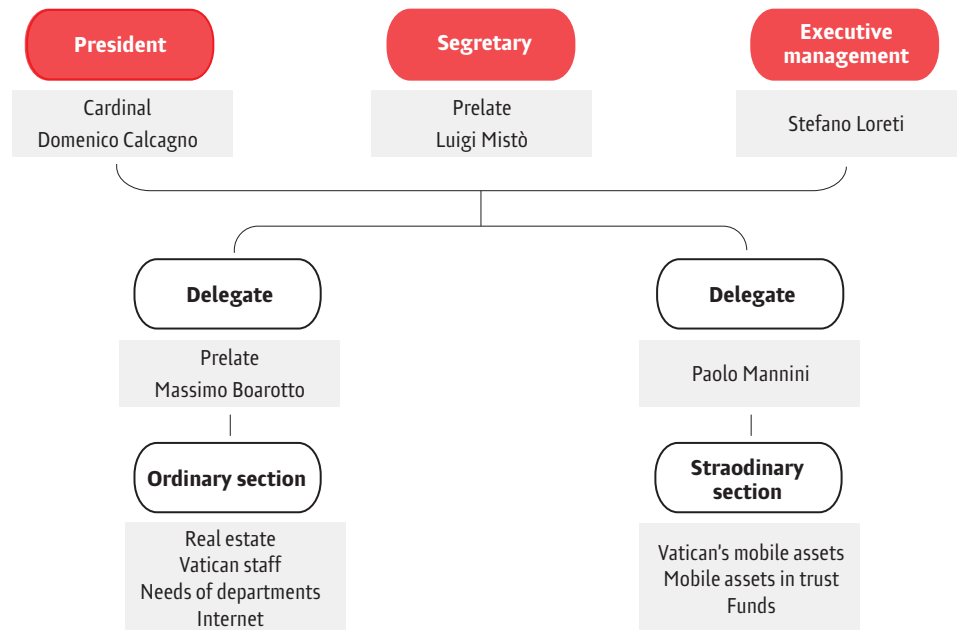 President
Segretary
Executive
management
Cardinal
Domenico Calcagno
Prelate
Luigi Mistò
Stefano Loreti
Delegate
Delegate
Prelate
Massimo Boarotto
Paolo Mannini
Ordinary section
Straodinary
section
Real estate
Vatican staff
Needs of departments
Internet
Vatican's mobile assets
Mobile assets in trust
Funds